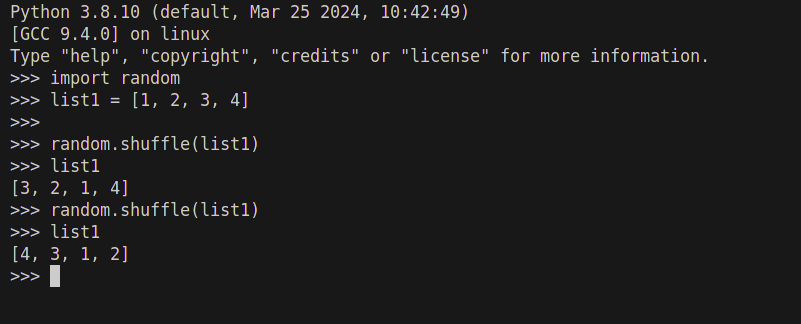 Python 3.8.10 (default, Mar 25 2024, 10:42:49)
[GCC 9.4.0] on linux
Type "help", "copyright", "credits" or "license" for more information.
>>> import random
>>> list1 = [1, 2, 3, 4]
>>>
>>> random.shuffle(list1)
>>> list1
[3, 2, 1, 4]
>>> random.shuffle(list1)
>>> list1
[4, 3, 1, 2]
>>>